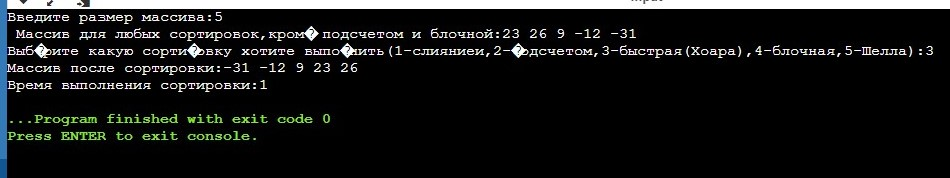 Введите размер массива:5
Массив для любых сортировок,кром� подсчетом и блочной:23 26 9 -12 -31
Выб�рите какую сорти�овку хотите выпо�нить(1-слияниеи,2-�одсчетом,3-быстрая(Хоара),4-блочная,5-Шелла):3
Массив после сортировки:-31 -12 9 23 26
Время выполнения сортировки:1
...Program finished with exit code 0
Press ENTER to exit console.